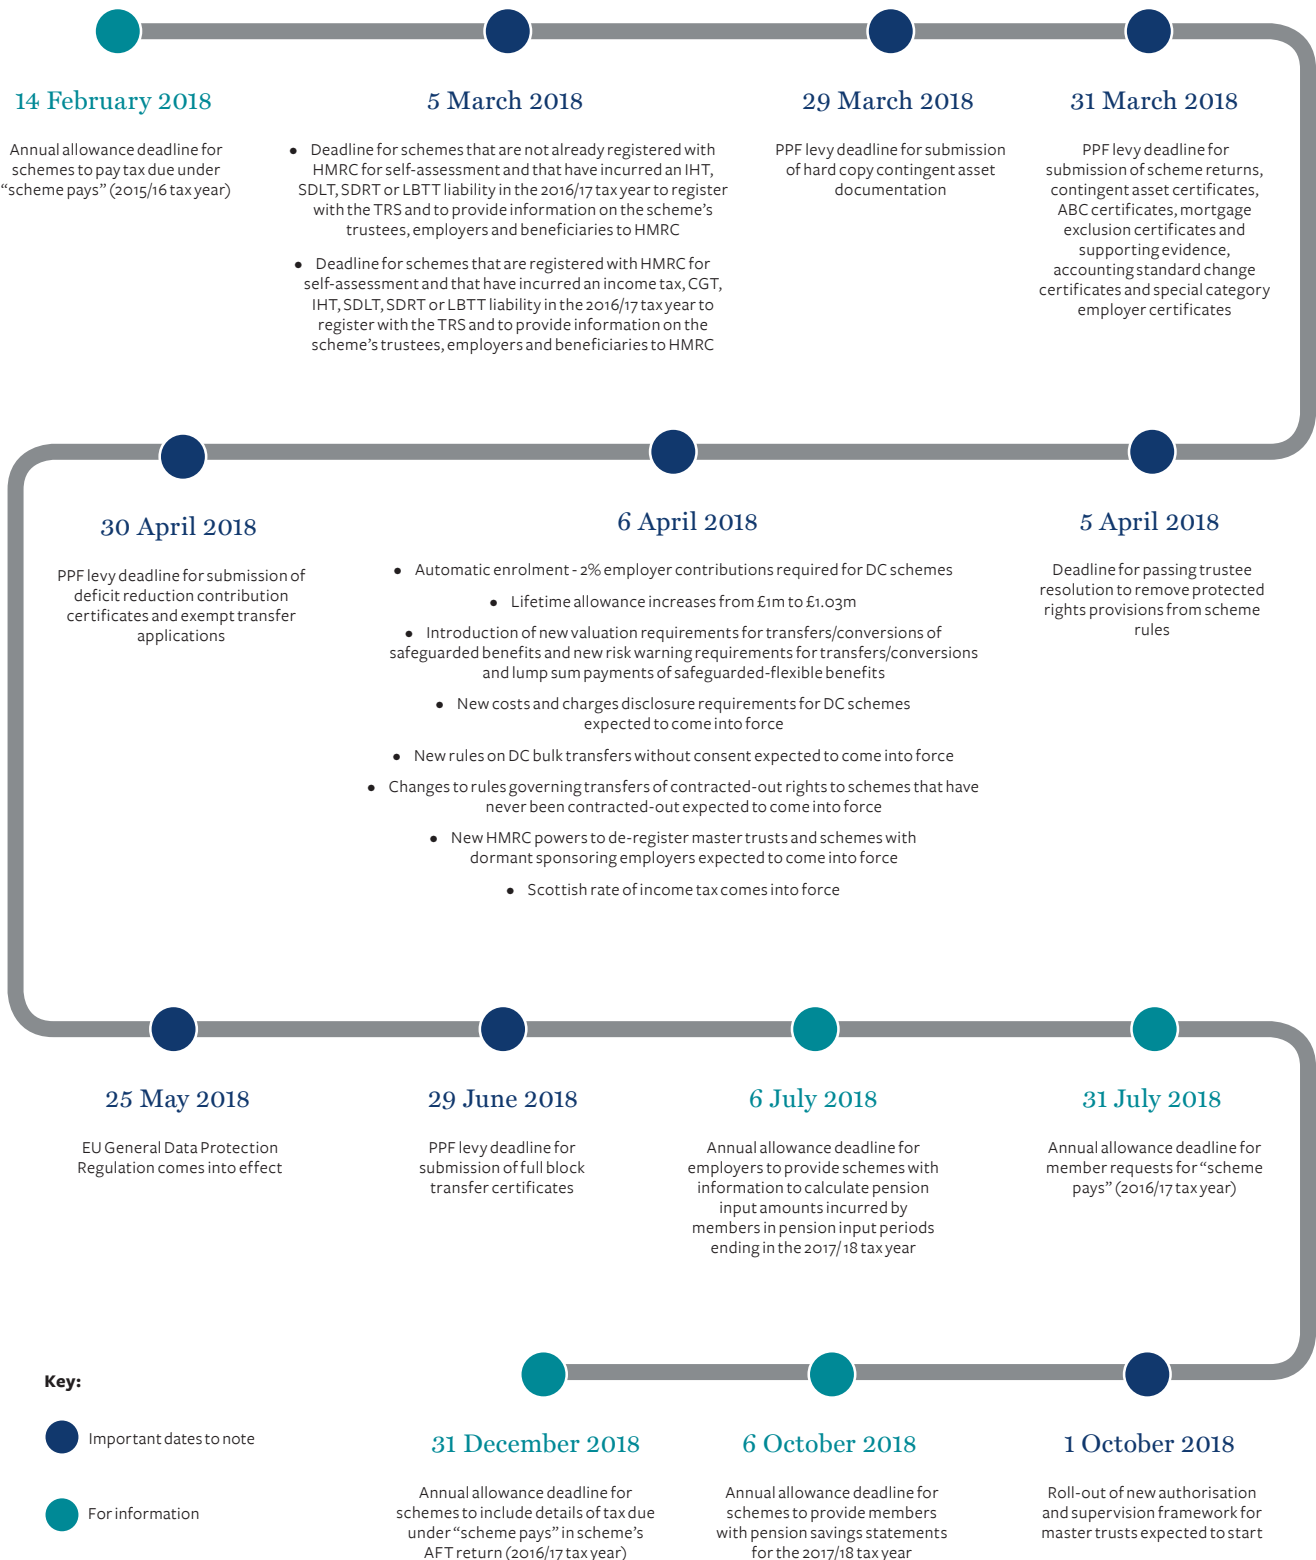 14 February 2018
Annual allowance deadline for
schemes to pay tax due under
“scheme pays” (2015/16 tax year)
5 March 2018
● Deadline for schemes that are not already registered with
HMRC for self-assessment and that have incurred an IHT,
SDLT, SDRT or LBTT liability in the 2016/17 tax year to register
with the TRS and to provide information on the scheme’s
trustees, employers and beneficiaries to HMRC
● Deadline for schemes that are registered with HMRC for
self-assessment and that have incurred an income tax, CGT,
IHT, SDLT, SDRT or LBTT liability in the 2016/17 tax year to
register with the TRS and to provide information on the
scheme’s trustees, employers and beneficiaries to HMRC
29 March 2018
PPF levy deadline for submission
of hard copy contingent asset
documentation
31 March 2018
PPF levy deadline for
submission of scheme returns,
contingent asset certificates,
ABC certificates, mortgage
exclusion certificates and
supporting evidence,
accounting standard change
certificates and special category
employer certificates
30 April 2018
PPF levy deadline for submission of
deficit reduction contribution
certificates and exempt transfer
applications
6 April 2018
● Automatic enrolment - 2% employer contributions required for DC schemes
● Lifetime allowance increases from £1m to £1.03m
● Introduction of new valuation requirements for transfers/conversions of
safeguarded benefits and new risk warning requirements for transfers/conversions
and lump sum payments of safeguarded-flexible benefits
● New costs and charges disclosure requirements for DC schemes
expected to come into force
● New rules on DC bulk transfers without consent expected to come into force
● Changes to rules governing transfers of contracted-out rights to schemes that have
never been contracted-out expected to come into force
● New HMRC powers to de-register master trusts and schemes with
dormant sponsoring employers expected to come into force
● Scottish rate of income tax comes into force
5 April 2018
Deadline for passing trustee
resolution to remove protected
rights provisions from scheme
rules
25 May 2018
EU General Data Protection
Regulation comes into effect
29 June 2018
PPF levy deadline for
submission of full block
transfer certificates
6 July 2018
Annual allowance deadline for
employers to provide schemes with
information to calculate pension
input amounts incurred by
members in pension input periods
ending in the 2017/18 tax year
31 July 2018
Annual allowance deadline for
member requests for “scheme
pays” (2016/17 tax year)
Key:
Important dates to note
For information
31 December 2018
Annual allowance deadline for
schemes to include details of tax due
under “scheme pays” in scheme’s
AFT return (2016/17 tax year)
6 October 2018
Annual allowance deadline for
schemes to provide members
with pension savings statements
for the 2017/18 tax year
1 October 2018
Roll-out of new authorisation
and supervision framework for
master trusts expected to start